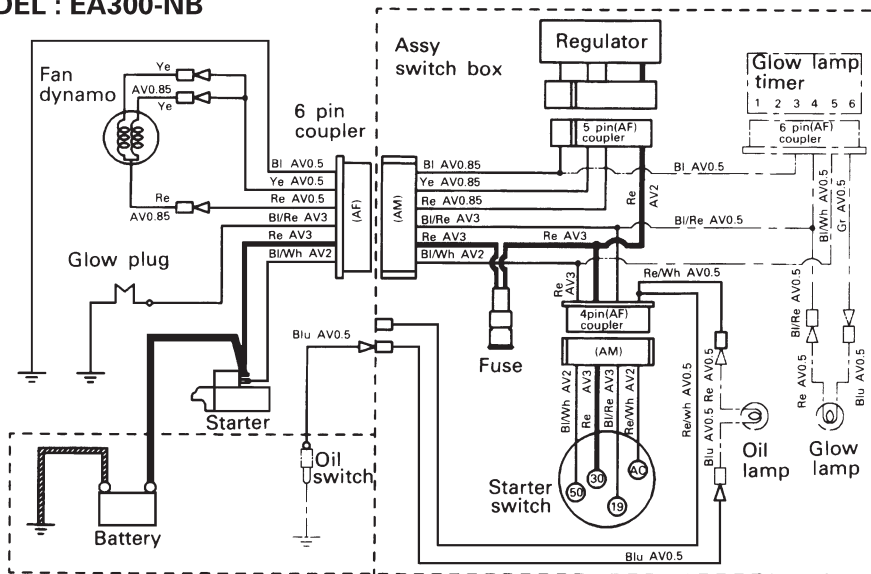 DEL : EA300-NB
Assy
switch box
Regulator
Glow lamp
timer
1 2 3 4 5 6
6 pin(AF)
coupler
5 pin(AF)
coupler
Fan
dynamo
Ye
AV0.85
Ye
Re
AV0.85
6 pin
coupler
Bl AV0.5
Ye AV0.5
Re AV0.5
Bl/Re AV3
Re AV3
Bl/Wh AV2
(AF)
(AM)
Bl AV0.85
Ye AV0.85
Re AV0.85
Bl/Re AV3
Re AV3
Bl/Wh AV2
Re AV3
Re
AV2
Bl AV0.5
Bl/Re AV0.5
Bl/Wh AV0.5
Gr AV0.5
Glow plug
Re
AV3
Re/Wh AV0.5
4pin(AF)
coupler
(AM)
Fuse
Bl/Wh AV2
Re AV3
Bl/Re AV3
Re/Wh AV2
Re/wh AV0.5
Blu AV0.5 Re AV0.5
Bl/Re AV0.5
Re AV0.5
Blu AV0.5
Blu AV0.5
Starter
Oil
switch
Battery
Starter
switch
50
30
19
AC
Oil
lamp
Glow
lamp
Blu AV0.5